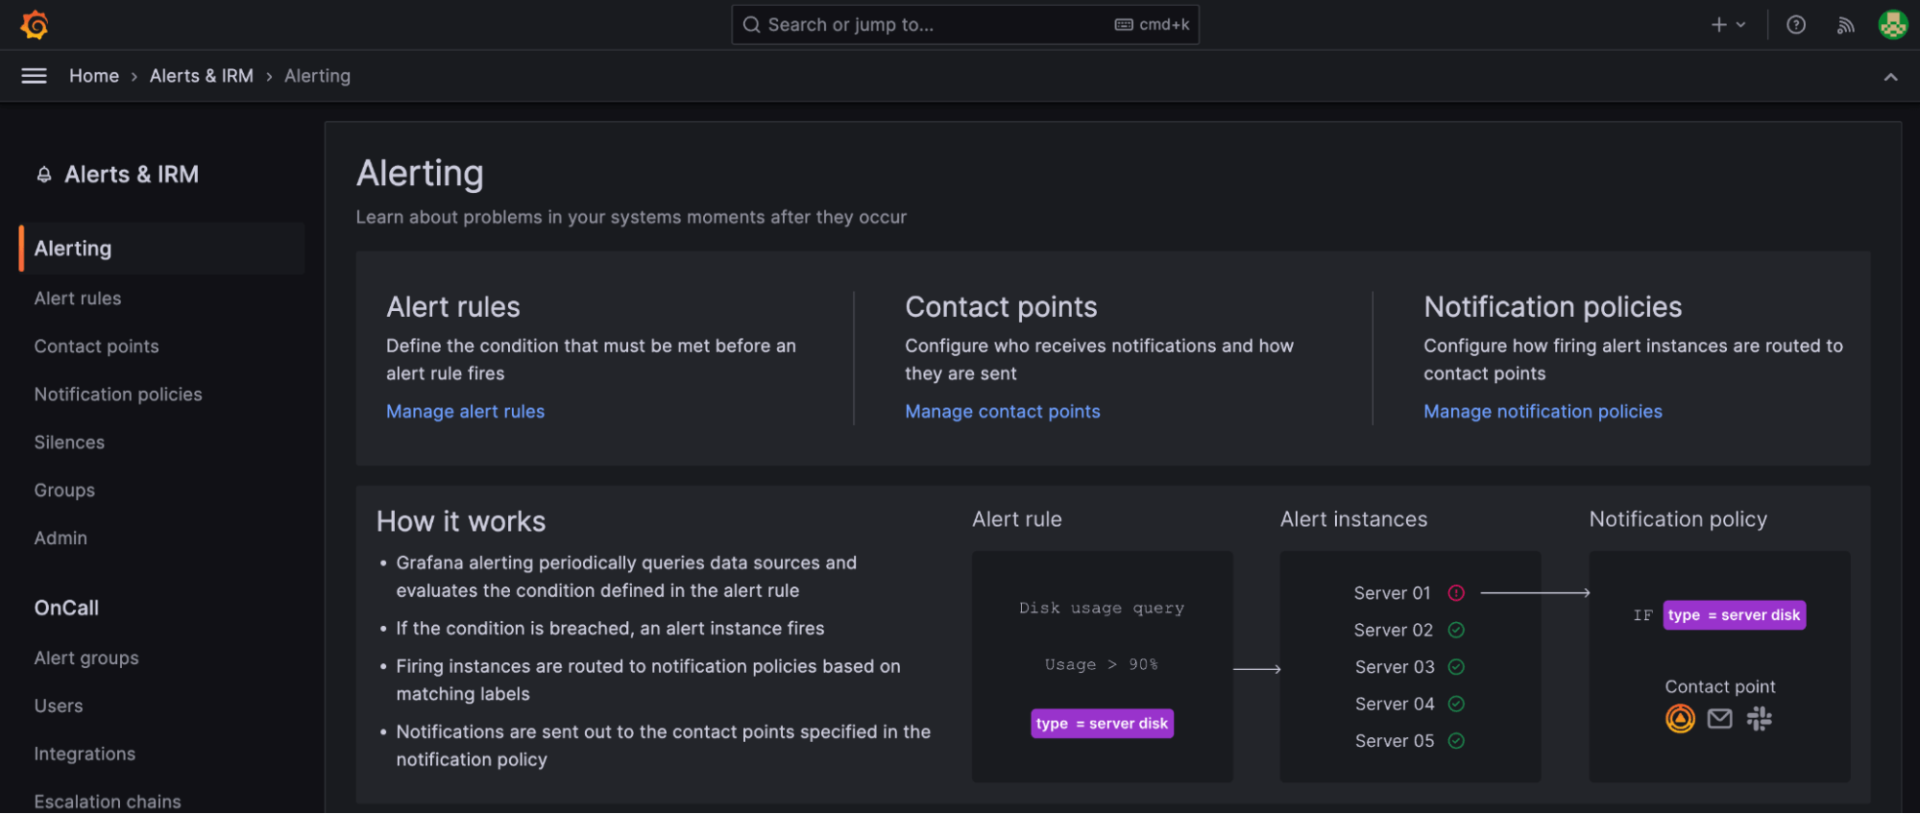 Search or jump to...
cmd+k
Home › Alerts & IRM › Alerting
Alerts & IRM
Alerting
Alert rules
Contact points
Notification policies
Silences
Groups
Admin
OnCall
Alert groups
Users
Integrations
Escalation chains
Alerting
Learn about problems in your systems moments after they occur
Alert rules
Define the condition that must be met before an
alert rule fires
Manage alert rules
Contact points
Configure who receives notifications and how
they are sent
Manage contact points
Notification policies
Configure how firing alert instances are routed to
contact points
Manage notification policies
How it works
• Grafana alerting periodically queries data sources and
evaluates the condition defined in the alert rule
• If the condition is breached, an alert instance fires
• Firing instances are routed to notification policies based on
matching labels
• Notifications are sent out to the contact points specified in the
notification policy
Alert rule
Disk usage query
Usage > 90%
type = server disk
Alert instances
Server 01
Server 02
Server 03
Server 04
Server 05
Notification policy
IF type = server disk
Contact point